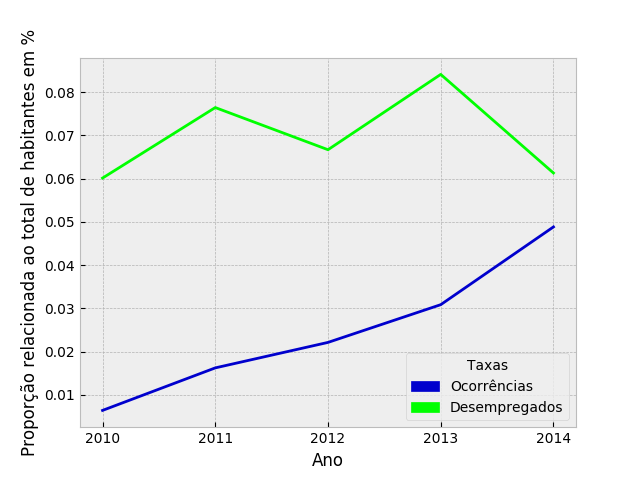 Proporção relacionada ao total de habitantes em %
0.08
0.07
0.06
0.05
0.04
0.03
0.02
0.01
Taxas
Ocorrências
Desempregados
2010 2011 2012 2013 2014
Ano